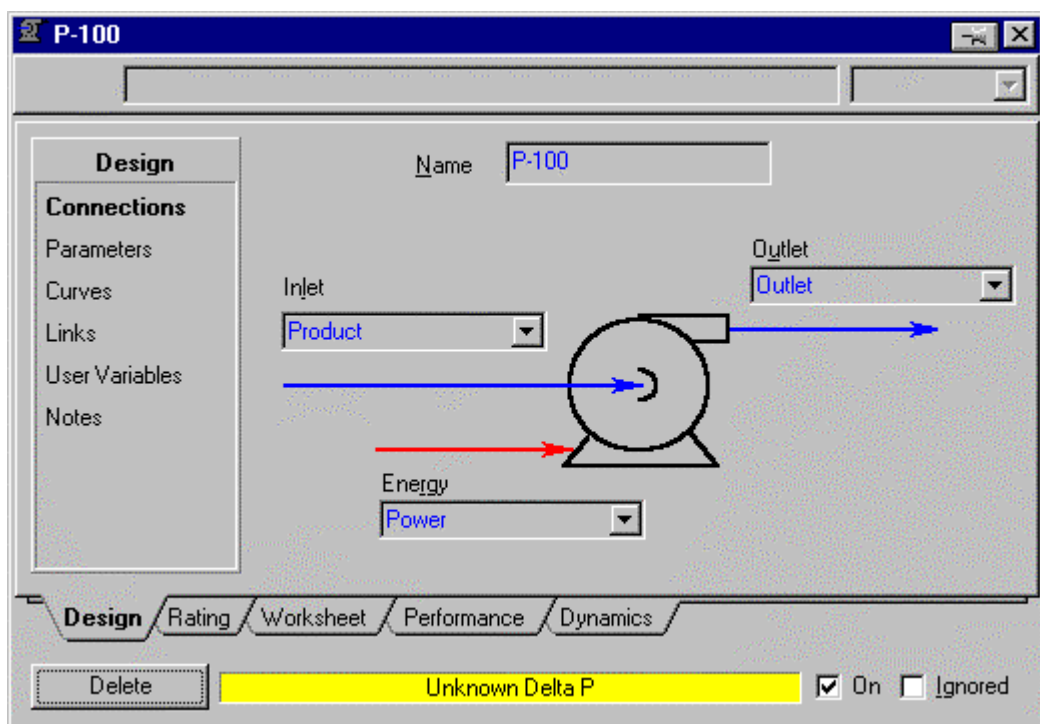 P-100
Design
Connections
Parameters
Curves
Links
User Variables
Notes
Name
P-100
Inlet
Product
Outlet
Outlet
Energy
Power
Design
Rating
Worksheet
Performance
Dynamics
Delete
Unknown Delta P
On
Ignored